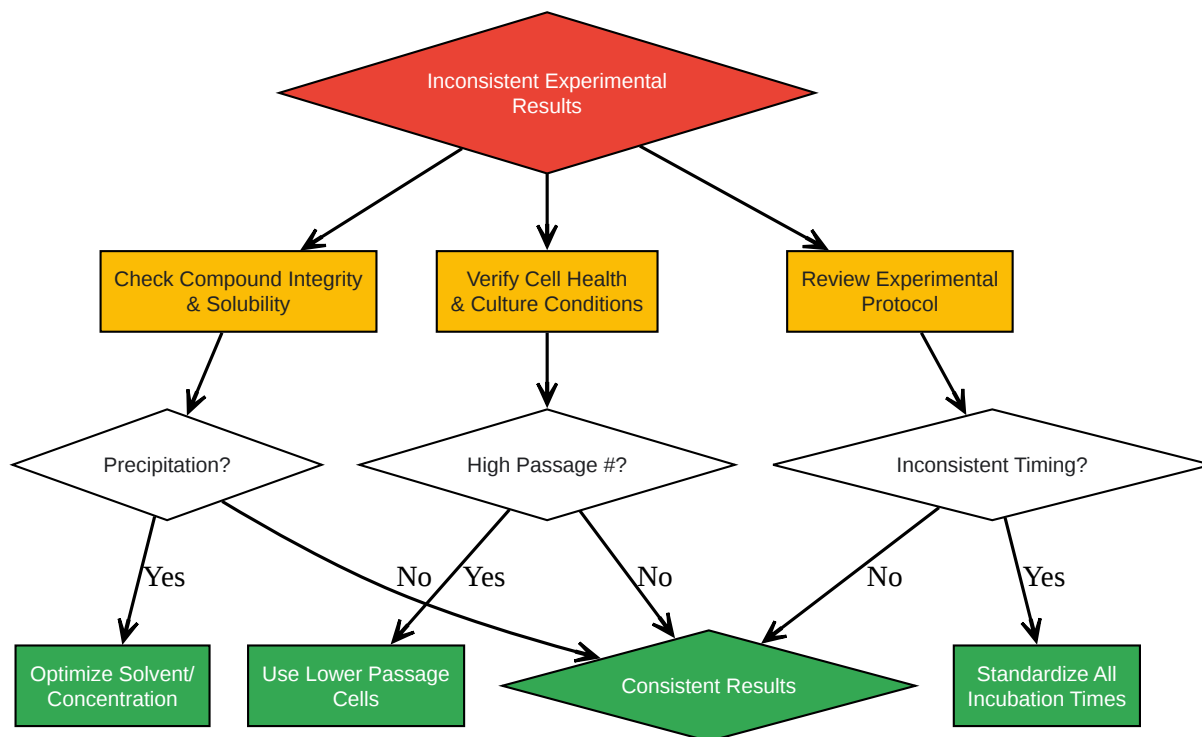 Inconsistent Experimental
Results
Check Compound Integrity
& Solubility
Verify Cell Health
& Culture Conditions
Review Experimental
Protocol
Precipitation?
High Passage #?
Inconsistent Timing?
Yes
No
Yes
No
No
Yes
Optimize Solvent/
Concentration
Use Lower Passage
Cells
Consistent Results
Standardize All
Incubation Times